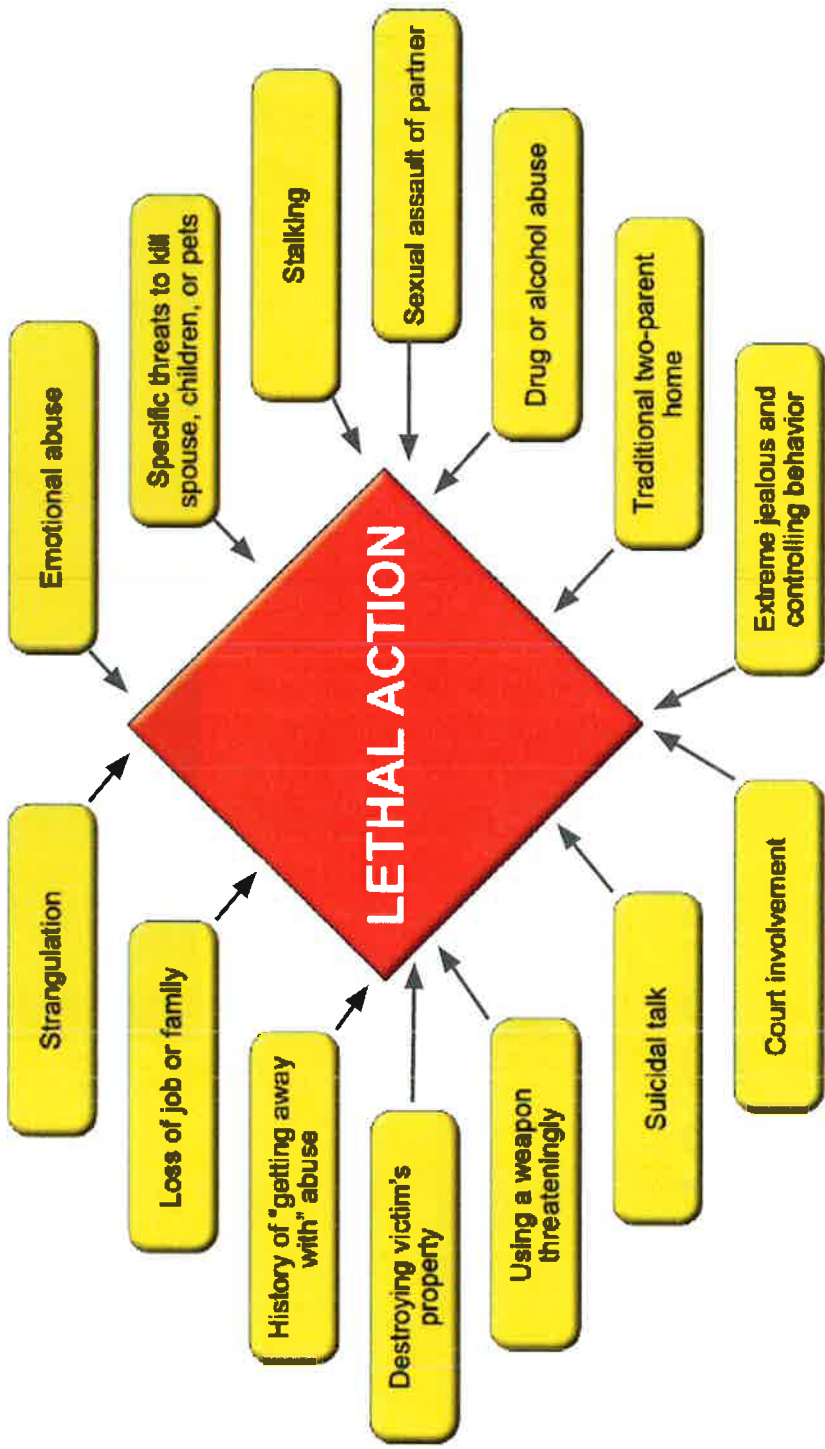 Strangulation
Loss of job or family
History of "getting away
with" abuse
Destroying victim's
property
Using a weapon
threateningly
Suicidal talk
Court involvement
LETHAL ACTION
Emotional abuse
Specific threats to kill
spouse, children, or pets
Stalking
Sexual assault of partner
Drug or alcohol abuse
Traditional two-parent
home
Extreme jealous and
controlling behavior